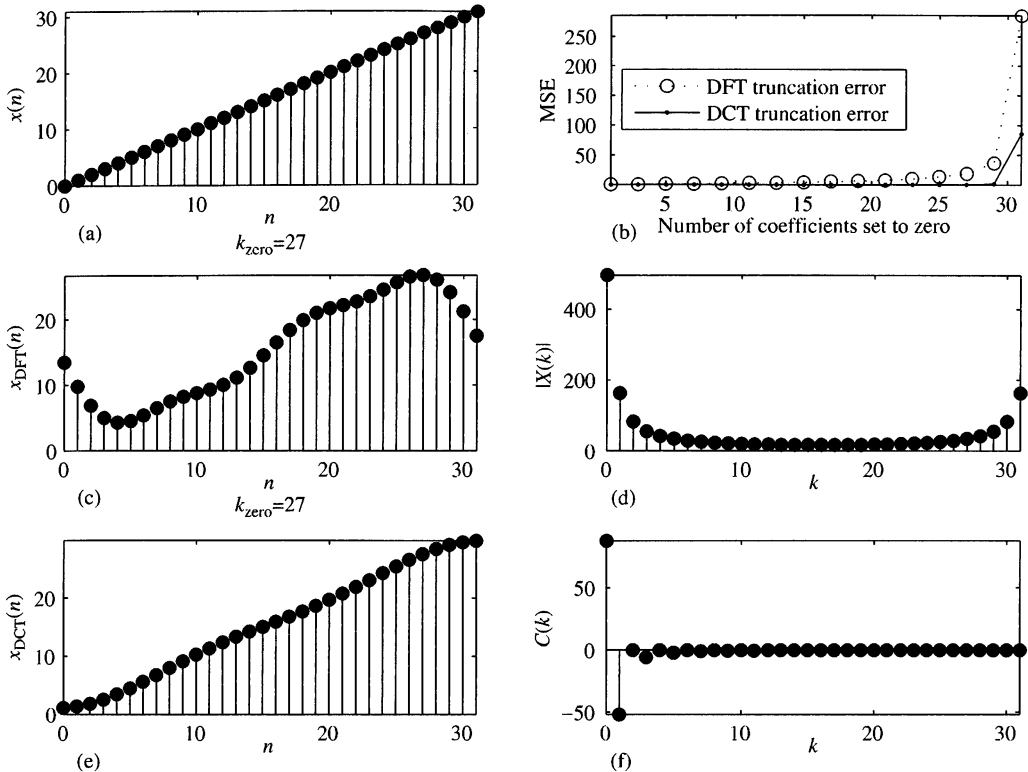 30
20
10
0
x(n)
0
10
20
30
n
(a)
k_zero=27
250
200
150
100
50
MSE
DFT truncation error
DCT truncation error
5
10
15
20
25
30
Number of coefficients set to zero
(b)
20
10
0
x_DFT(n)
0
10
20
30
n
(c)
k_zero=27
400
200
0
|X(k)|
0
10
20
30
k
(d)
20
10
0
x_DCT(n)
0
10
20
30
n
(e)
50
0
−50
C(k)
0
10
20
30
k
(f)